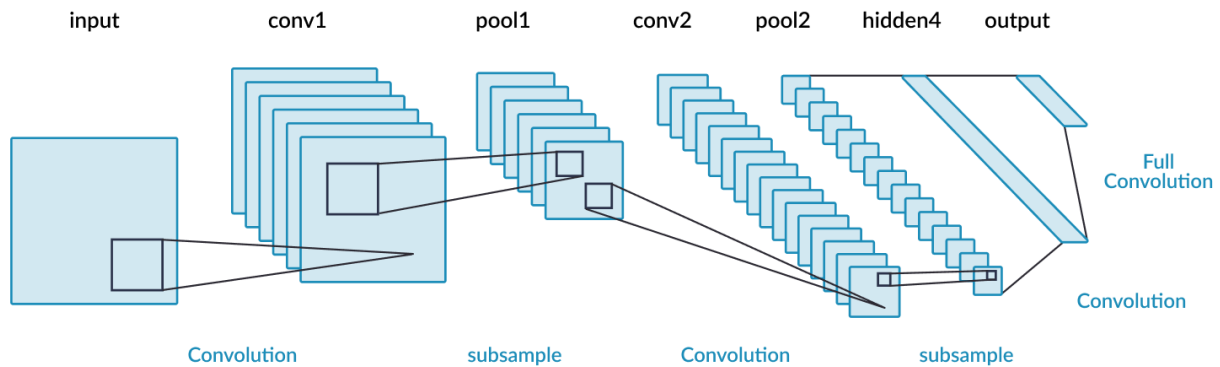 input
conv1
pool1
conv2
pool2
hidden4
output
Full
Convolution
Convolution
Convolution
subsample
Convolution
subsample